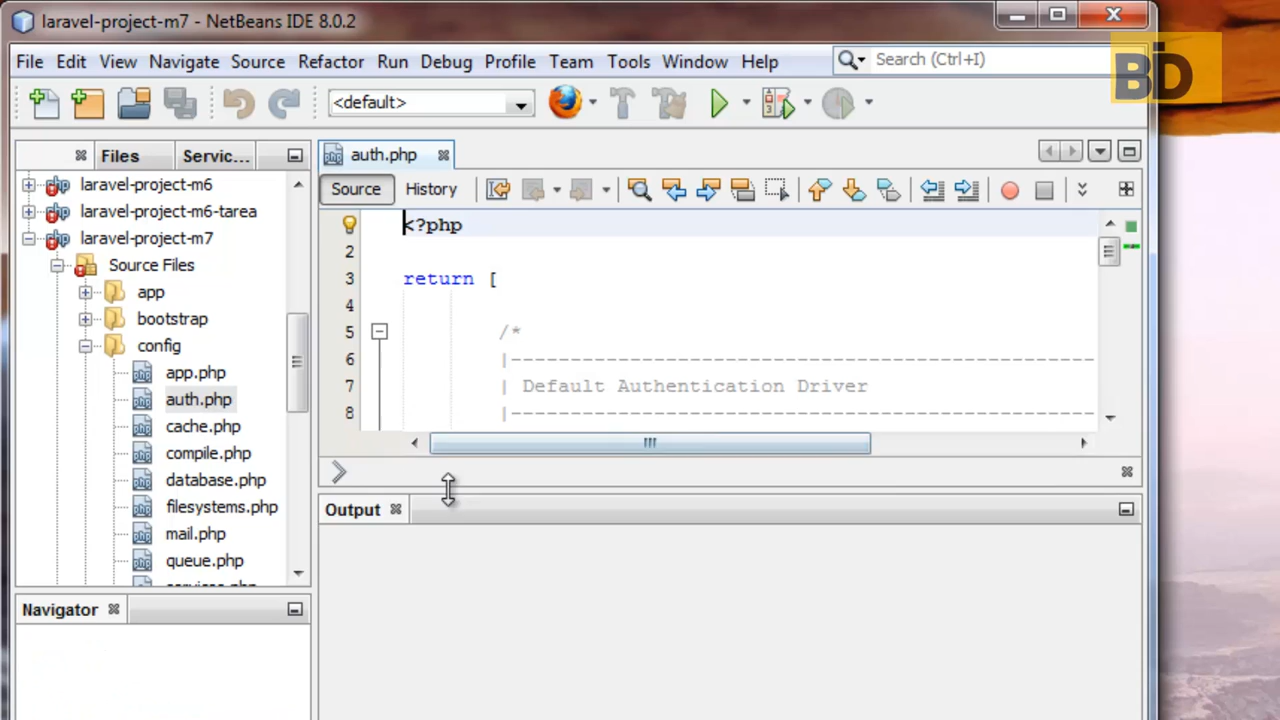 laravel-project-m7 - NetBeans IDE 8.0.2
File Edit View Navigate Source Refactor Run Debug Profile Team Tools Window Help
Search (Ctrl+I)
BID
<default>
Files Servic...
auth.php
Source History
laravel-project-m6
laravel-project-m6-tarea
laravel-project-m7
Source Files
app
bootstrap
config
app.php
auth.php
cache.php
compile.php
database.php
filesystems.php
mail.php
queue.php
services.php
<?php
2
3 return [
4
5 /*
6 |--------------------------------------------------
7 | Default Authentication Driver
8 |--------------------------------------------------
Output
Navigator